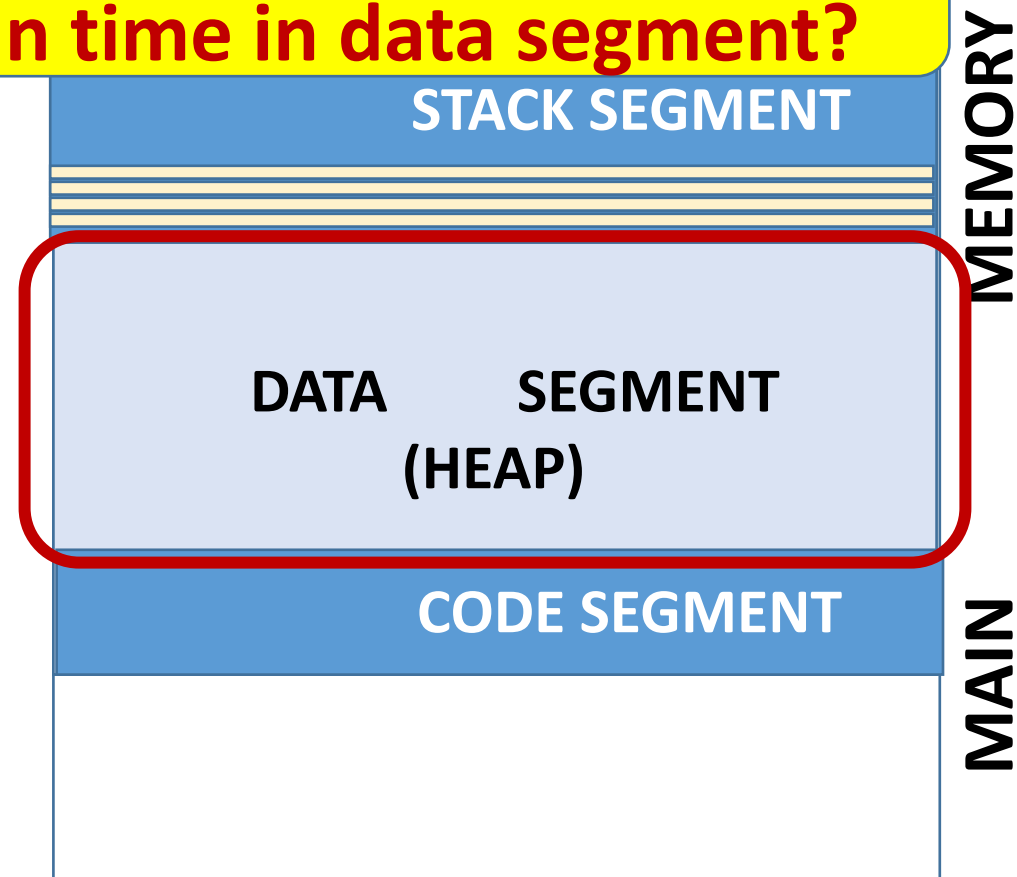 n time in data segment?
STACK SEGMENT
DATA SEGMENT
(HEAP)
CODE SEGMENT
MAIN MEMORY